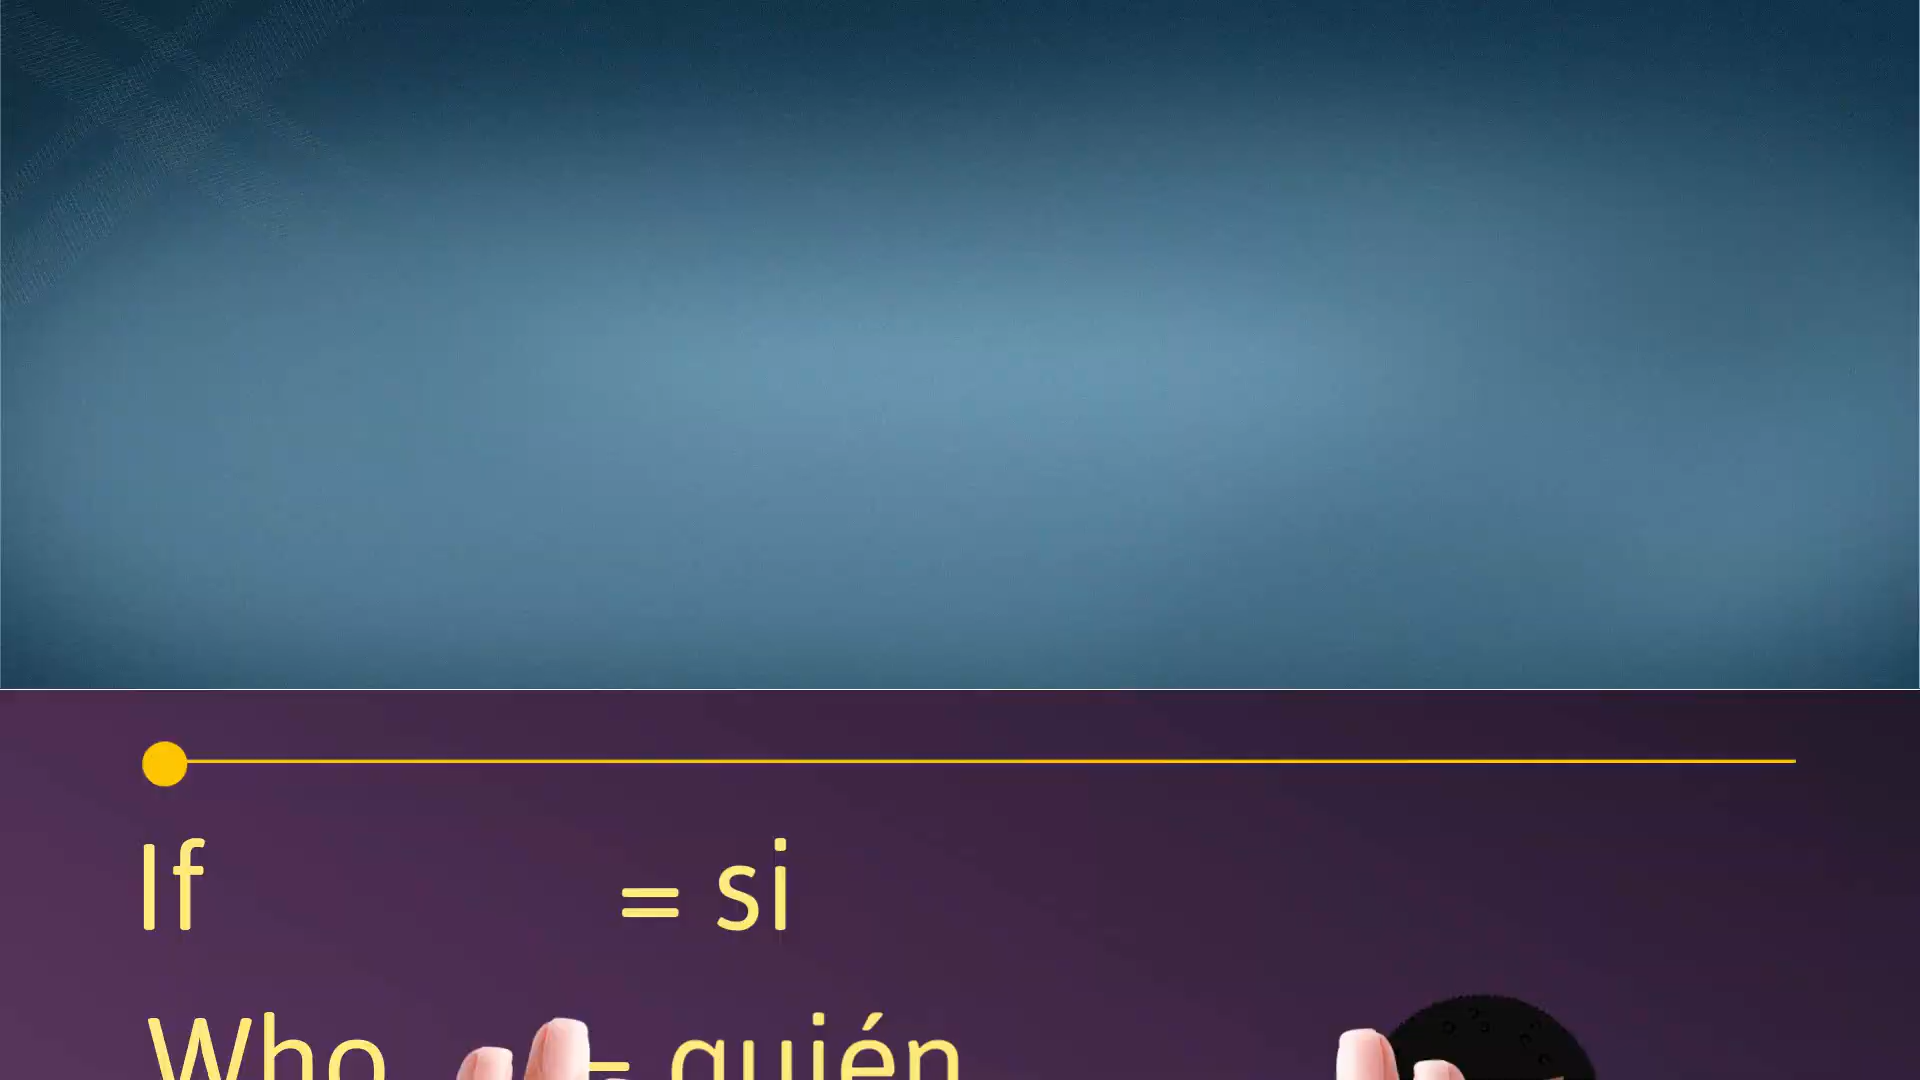 If = si
Who = quién